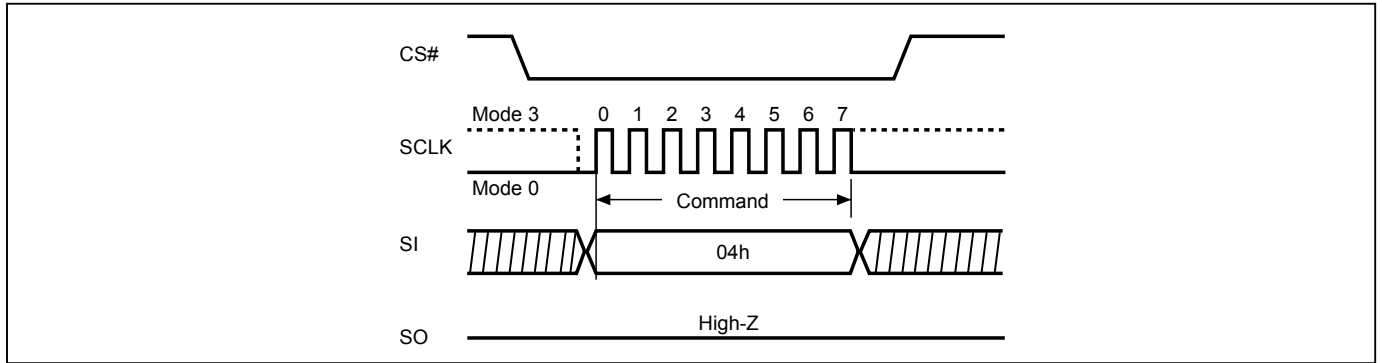 CS#
Mode 3 0 1 2 3 4 5 6 7
SCLK
Mode 0
Command
SI
04h
High-Z
SO